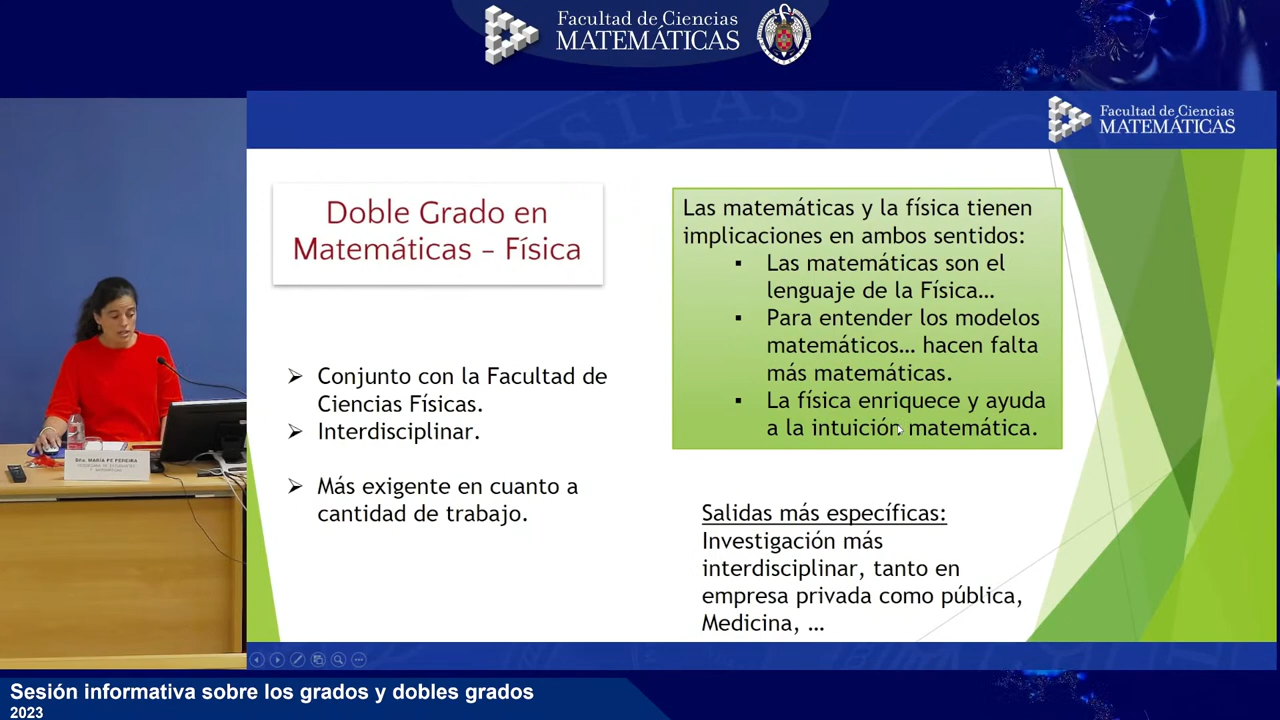 Facultad de Ciencias
MATEMÁTICAS
Facultad de Ciencias
MATEMÁTICAS
Doble Grado en
Matemáticas – Física
➢ Conjunto con la Facultad de
Ciencias Físicas.
➢ Interdisciplinar.
➢ Más exigente en cuanto a
cantidad de trabajo.
Las matemáticas y la física tienen
implicaciones en ambos sentidos:
▪ Las matemáticas son el
lenguaje de la Física…
▪ Para entender los modelos
matemáticos… hacen falta
más matemáticas.
▪ La física enriquece y ayuda
a la intuición matemática.
Salidas más específicas:
Investigación más
interdisciplinar, tanto en
empresa privada como pública,
Medicina, …
Dra. MARÍA PE PEREIRA
Sesión informativa sobre los grados y dobles grados
2023